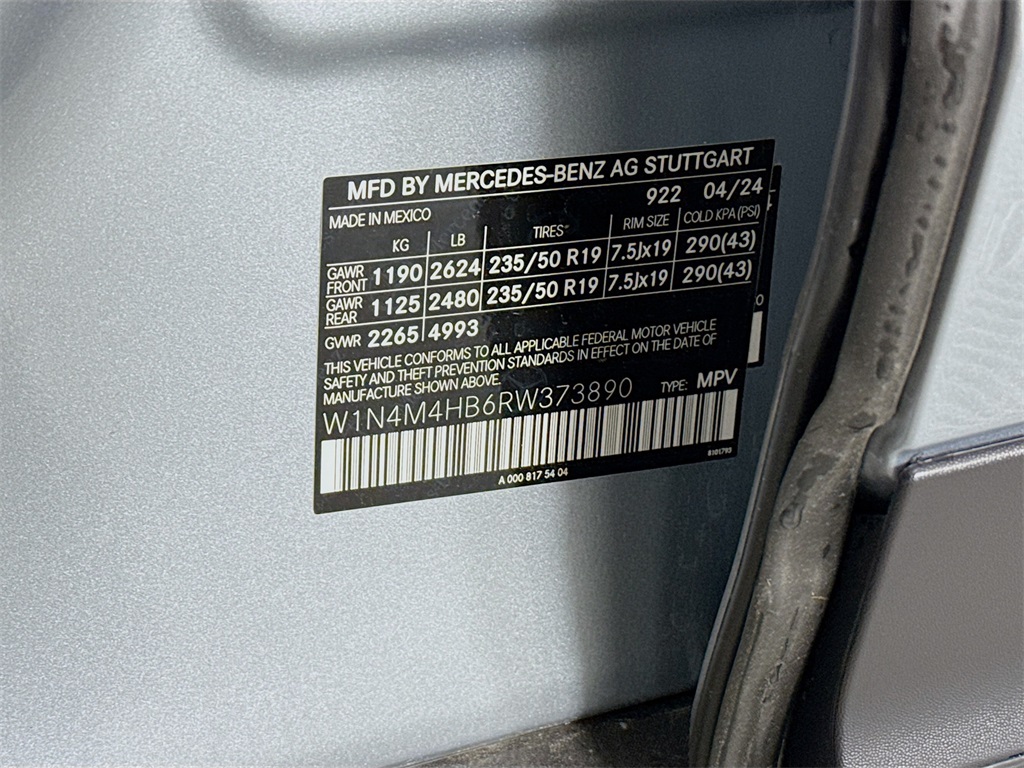 MFD BY MERCEDES-BENZ AG STUTTGART
922 04/24
MADE IN MEXICO
KG LB TIRES RIM SIZE COLD KPA (PSI)
GAWR FRONT 1190 2624 235/50 R19 7.5Jx19 290(43)
GAWR REAR 1125 2480 235/50 R19 7.5Jx19 290(43)
GVWR 2265 4993
THIS VEHICLE CONFORMS TO ALL APPLICABLE FEDERAL MOTOR VEHICLE
SAFETY AND THEFT PREVENTION STANDARDS IN EFFECT ON THE DATE OF
MANUFACTURE SHOWN ABOVE.
W1N4M4HB6RW373890 TYPE: MPV
8101793
A 000 817 54 04